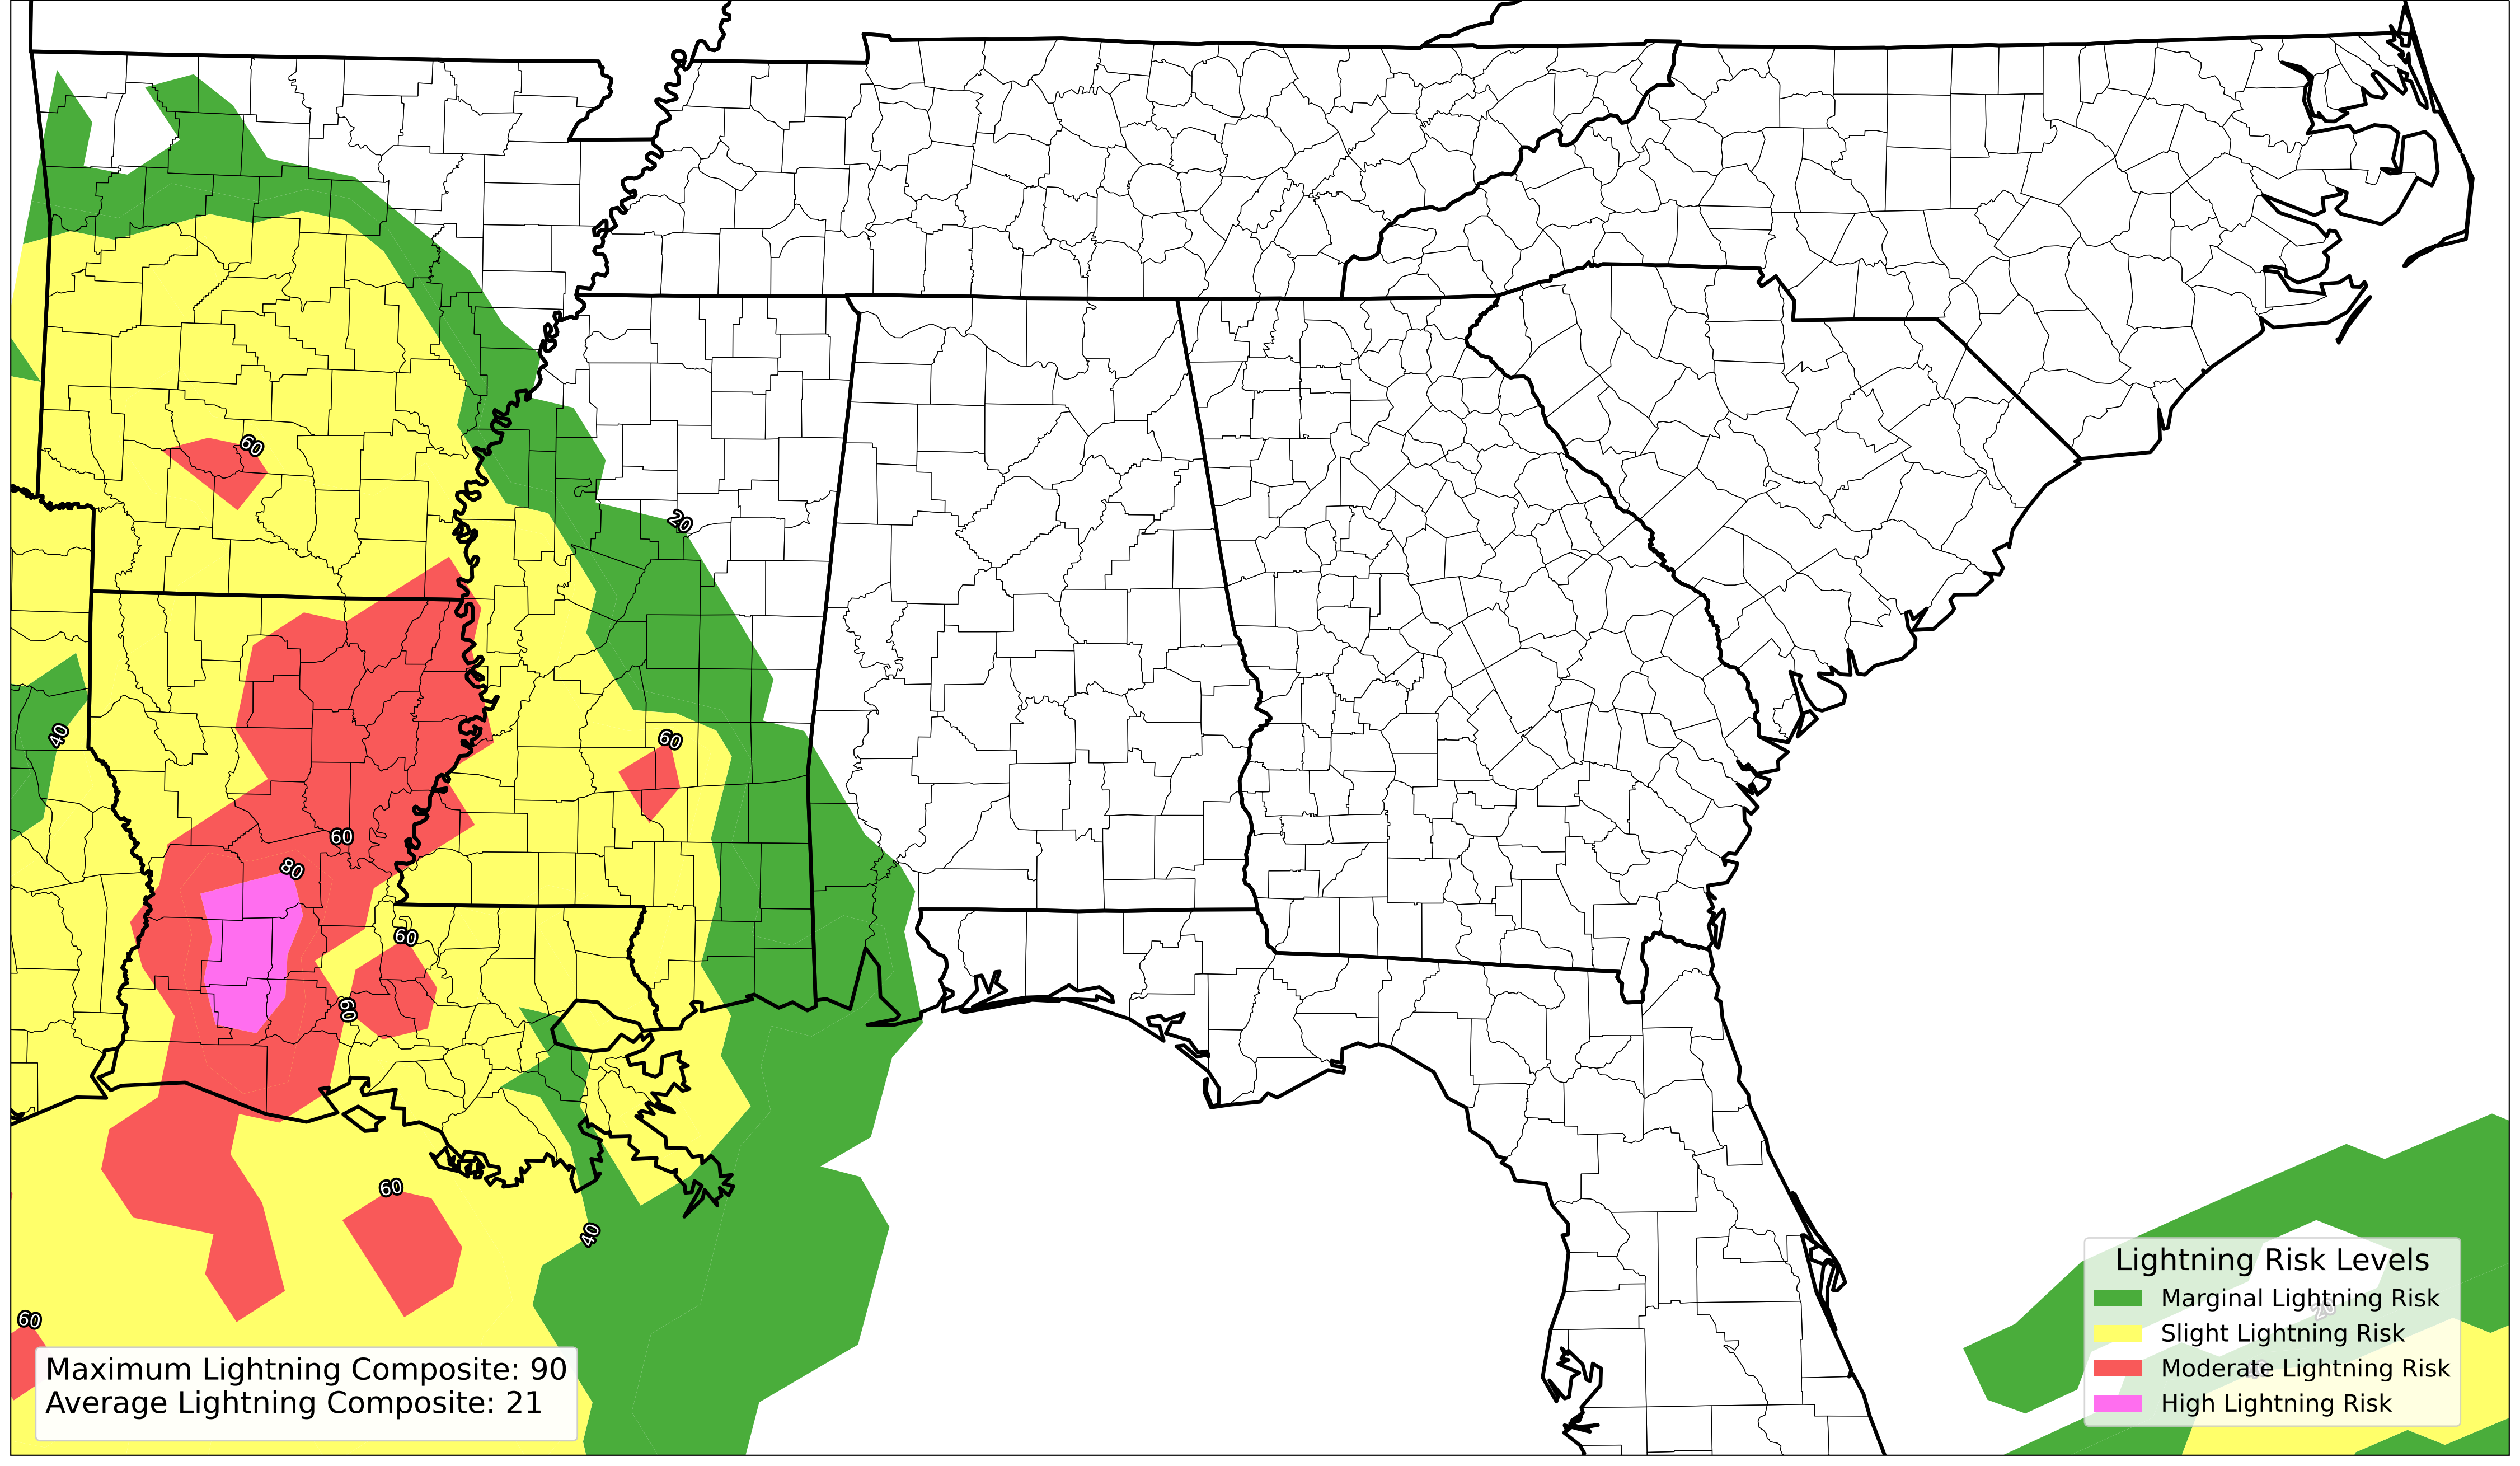 60
20
40
60
60
80
60
60
60
40
60
Maximum Lightning Composite: 90
Average Lightning Composite: 21
Lightning Risk Levels
Marginal Lightning Risk
20
Slight Lightning Risk
Moderate Lightning Risk
High Lightning Risk